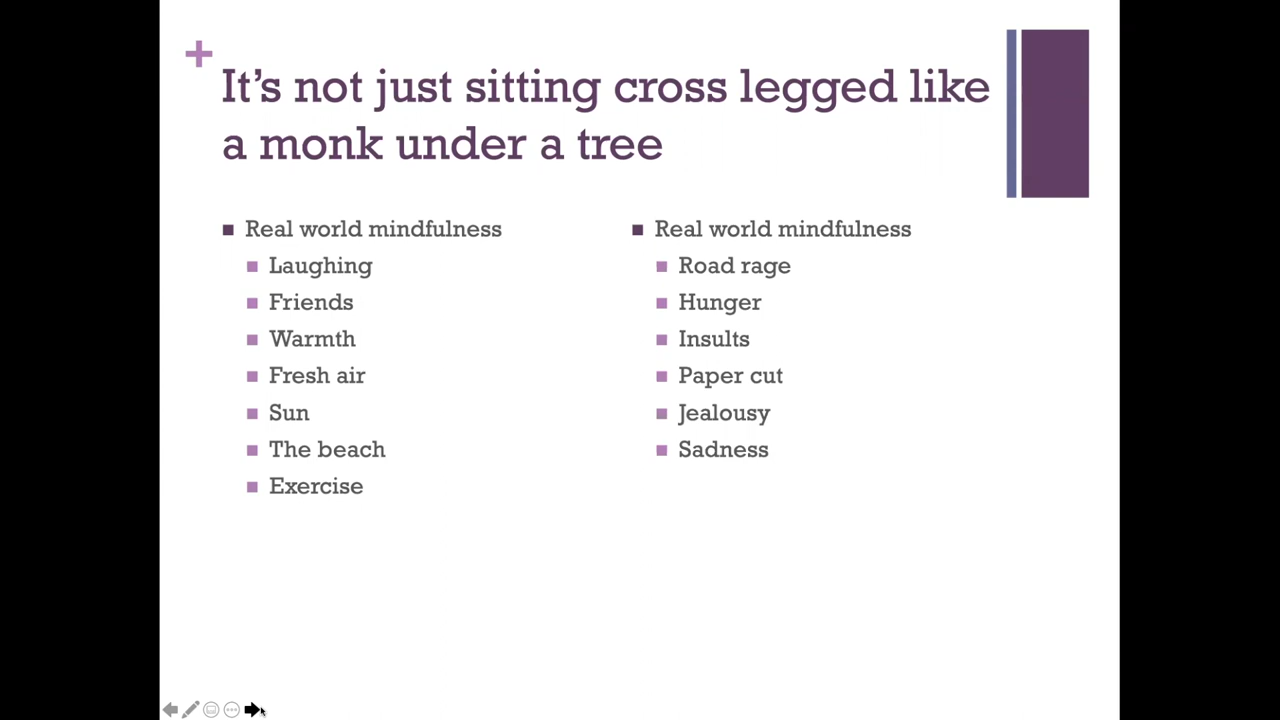 It's not just sitting cross legged like
a monk under a tree
Real world mindfulness
Laughing
Friends
Warmth
Fresh air
Sun
The beach
Exercise
Real world mindfulness
Road rage
Hunger
Insults
Paper cut
Jealousy
Sadness